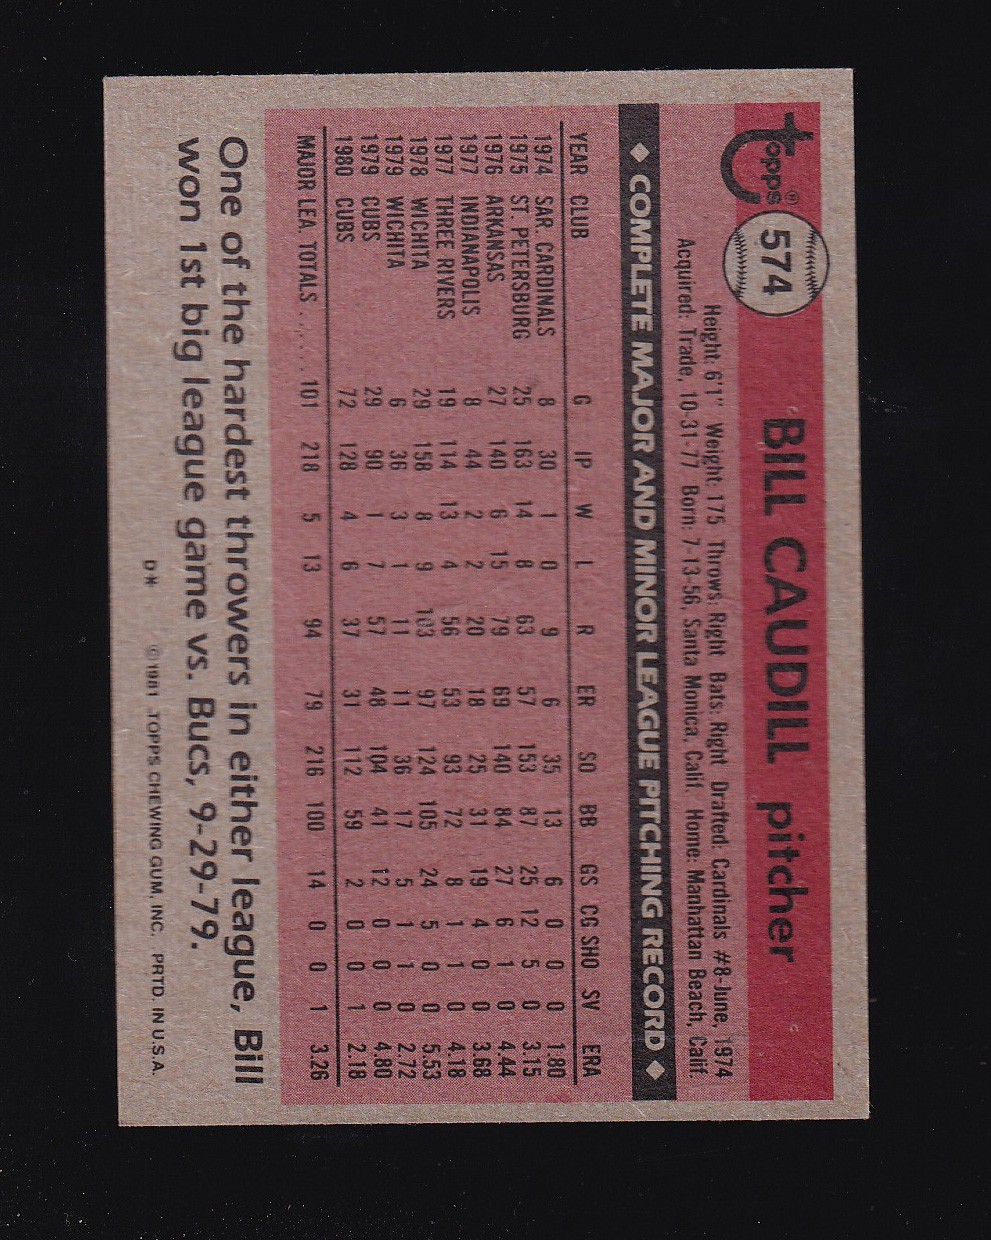 Topps® 574 BILL CAUDILL pitcher
Height: 6'1" Weight: 175 Throws: Right Bats: Right Drafted: Cardinals #8-June, 1974
Acquired: Trade, 10-31-77 Born: 7-13-56, Santa Monica, Calif. Home: Manhattan Beach, Calif.
COMPLETE MAJOR AND MINOR LEAGUE PITCHING RECORD
YEAR CLUB G IP W L R ER SO BB GS CG SHO SV ERA
1974 SAR. CARDINALS 8 30 1 0 9 6 35 13 6 0 0 0 1.80
1975 ST. PETERSBURG 25 163 14 8 63 57 153 87 25 12 5 0 3.15
1976 ARKANSAS 27 140 6 15 79 69 140 84 27 6 1 0 4.44
1977 INDIANAPOLIS 8 44 2 2 20 18 25 31 19 4 0 0 3.68
1977 THREE RIVERS 19 114 13 4 56 53 93 72 8 1 1 0 4.18
1978 WICHITA 29 158 8 9 103 97 124 105 24 5 0 0 5.53
1979 WICHITA 6 36 3 1 11 11 36 17 5 1 1 0 2.72
1979 CUBS 29 90 1 7 57 48 104 41 12 0 0 0 4.80
1980 CUBS 72 128 4 6 37 31 112 59 2 0 0 1 2.18
MAJOR LEA. TOTALS...... 101 218 5 13 94 79 216 100 14 0 0 1 3.26
One of the hardest throwers in either league, Bill
won 1st big league game vs. Bucs, 9-29-79.
D* ©1981 TOPPS CHEWING GUM, INC. PRTD. IN U.S.A.